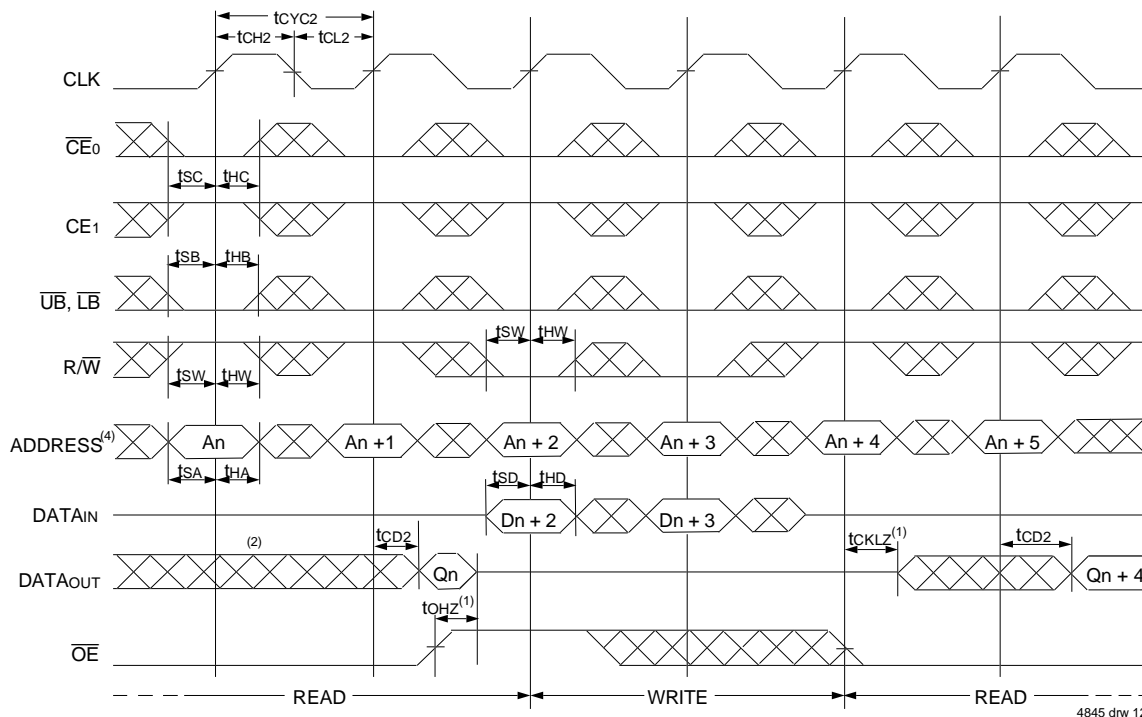 tCYC2
tCH2 tCL2
CLK
CE0
tSC tHC
CE1
tSB tHB
UB, LB
tSW tHW
R/W
tSW tHW
ADDRESS(4) An An +1 An + 2 An + 3 An + 4 An + 5
tSA tHA tSD tHD
DATAIN Dn + 2 Dn + 3
(2) tCD2 tCKLZ(1) tCD2
DATAOUT Qn Qn + 4
tOHZ(1)
OE
READ WRITE READ
4845 drw 12